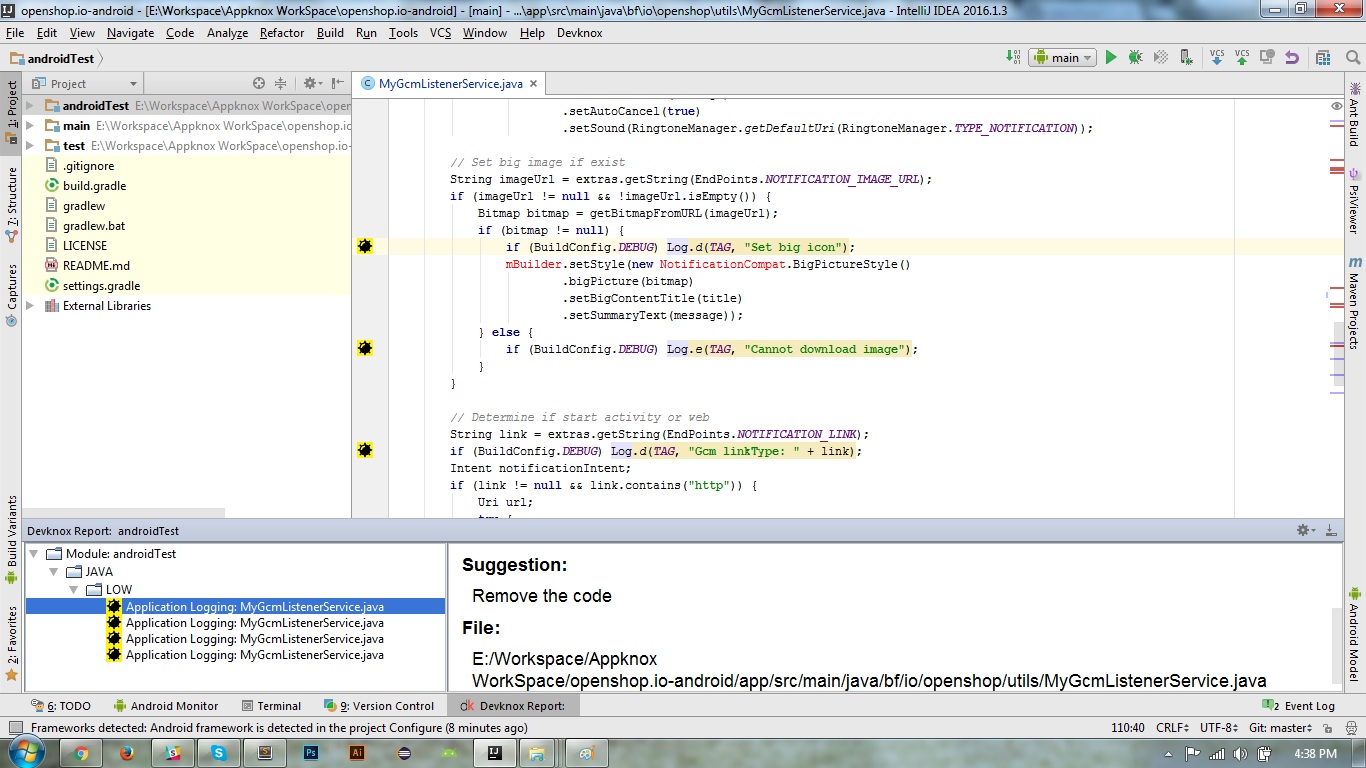 openshop.io-android - [E:\Workspace\Appknox WorkSpace\openshop.io-android] - [main] - ...\app\src\main\java\bf\io\openshop\utils\MyGcmListenerService.java - IntelliJ IDEA 2016.1.3
File Edit View Navigate Code Analyze Refactor Build Run Tools VCS Window Help Devknox
androidTest
main
VCS VCS
Project
MyGcmListenerService.java
1: Project
7: Structure
Captures
Build Variants
2: Favorites
androidTest E:\Workspace\Appknox WorkSpace\oper
main E:\Workspace\Appknox WorkSpace\openshop.io
test E:\Workspace\Appknox WorkSpace\openshop.io-
.gitignore
build.gradle
gradlew
gradlew.bat
LICENSE
README.md
settings.gradle
External Libraries
.setAutoCancel(true)
.setSound(RingtoneManager.getDefaultUri(RingtoneManager.TYPE_NOTIFICATION));
// Set big image if exist
String imageUrl = extras.getString(EndPoints.NOTIFICATION_IMAGE_URL);
if (imageUrl != null && !imageUrl.isEmpty()) {
Bitmap bitmap = getBitmapFromURL(imageUrl);
if (bitmap != null) {
if (BuildConfig.DEBUG) Log.d(TAG, "Set big icon");
mBuilder.setStyle(new NotificationCompat.BigPictureStyle()
.bigPicture(bitmap)
.setBigContentTitle(title)
.setSummaryText(message));
} else {
if (BuildConfig.DEBUG) Log.e(TAG, "Cannot download image");
}
}
// Determine if start activity or web
String link = extras.getString(EndPoints.NOTIFICATION_LINK);
if (BuildConfig.DEBUG) Log.d(TAG, "Gcm linkType: " + link);
Intent notificationIntent;
if (link != null && link.contains("http")) {
Uri url;
Ant Build
PsiViewer
Maven Projects
Android Model
Devknox Report: androidTest
Module: androidTest
JAVA
LOW
Application Logging: MyGcmListenerService.java
Application Logging: MyGcmListenerService.java
Application Logging: MyGcmListenerService.java
Application Logging: MyGcmListenerService.java
Suggestion:
Remove the code
File:
E:/Workspace/Appknox
WorkSpace/openshop.io-android/app/src/main/java/bf/io/openshop/utils/MyGcmListenerService.java
6: TODO Android Monitor Terminal 9: Version Control dk Devknox Report: 2 Event Log
Frameworks detected: Android framework is detected in the project Configure (8 minutes ago) 110:40 CRLF UTF-8 Git: master
4:38 PM